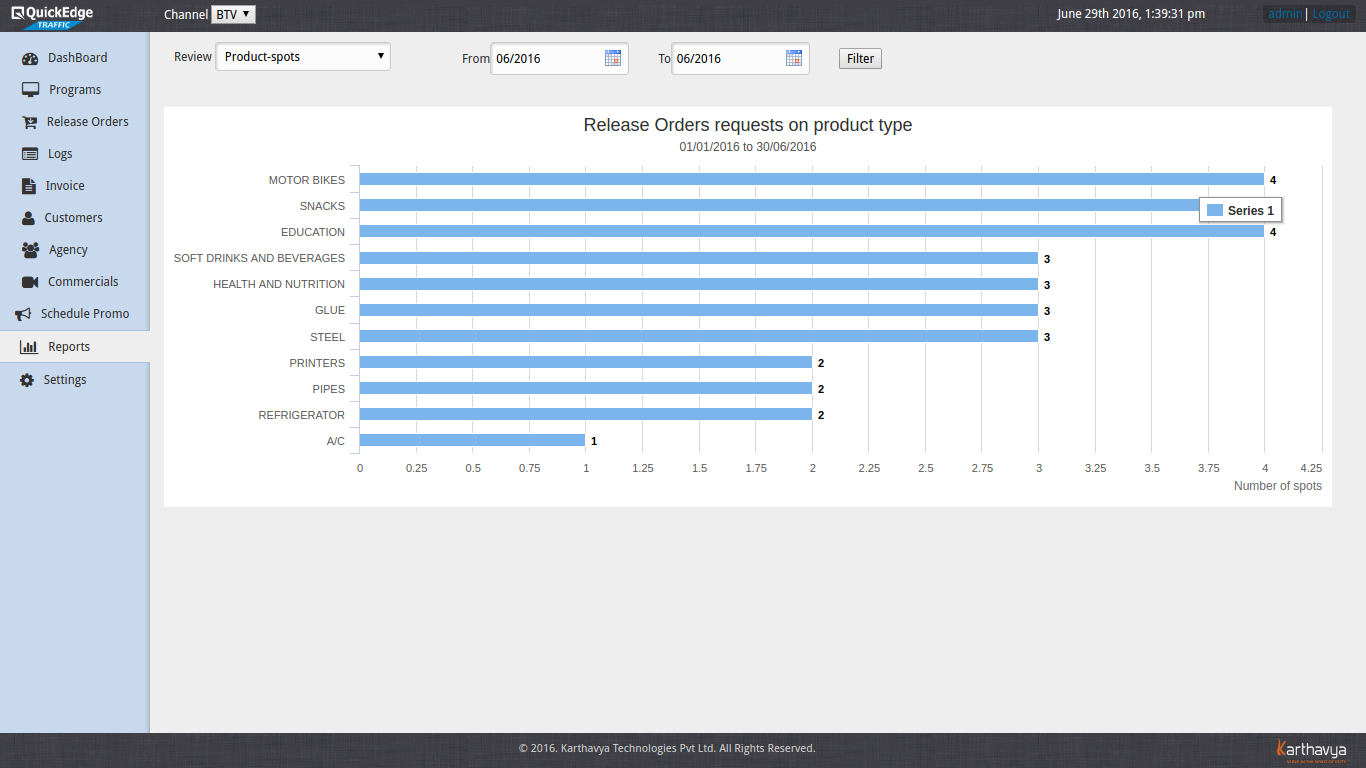 QuickEdge
TRAFFIC
Channel BTV
June 29th 2016, 1:39:31 pm
admin | Logout
DashBoard
Programs
Release Orders
Logs
Invoice
Customers
Agency
Commercials
Schedule Promo
Reports
Settings
Review Product-spots From 06/2016 To 06/2016 Filter
Release Orders requests on product type
01/01/2016 to 30/06/2016
MOTOR BIKES 4
SNACKS
Series 1
EDUCATION 4
SOFT DRINKS AND BEVERAGES 3
HEALTH AND NUTRITION 3
GLUE 3
STEEL 3
PRINTERS 2
PIPES 2
REFRIGERATOR 2
A/C 1
0 0.25 0.5 0.75 1 1.25 1.5 1.75 2 2.25 2.5 2.75 3 3.25 3.5 3.75 4 4.25
Number of spots
© 2016. Karthavya Technologies Pvt Ltd. All Rights Reserved.
Karthavya